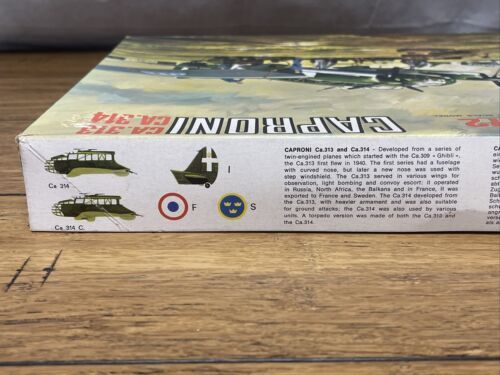 CAPRONI
CA.313
CA.314
Ca 314
Ca. 314 C.
I
F
S
CAPRONI Ca.313 and Ca.314 - Developed from a series of
twin-engined planes which started with the Ca.309 « Ghibli »,
the Ca.313 first flew in 1940. The first series had a fuselage
with curved nose, but later a new nose was used with
step windshield. The Ca.313 served in various wings for
observation, light bombing and convoy escort: it operated
in Russia, North Africa, the Balkans and in France, it was
exported to France and Sweden. The Ca.314 developed from
the Ca.313, with heavier armament and was also suitable
for ground attacks; the Ca.314 was also used by various
units. A torpedo version was made of both the Ca.313 and
the Ca.314.